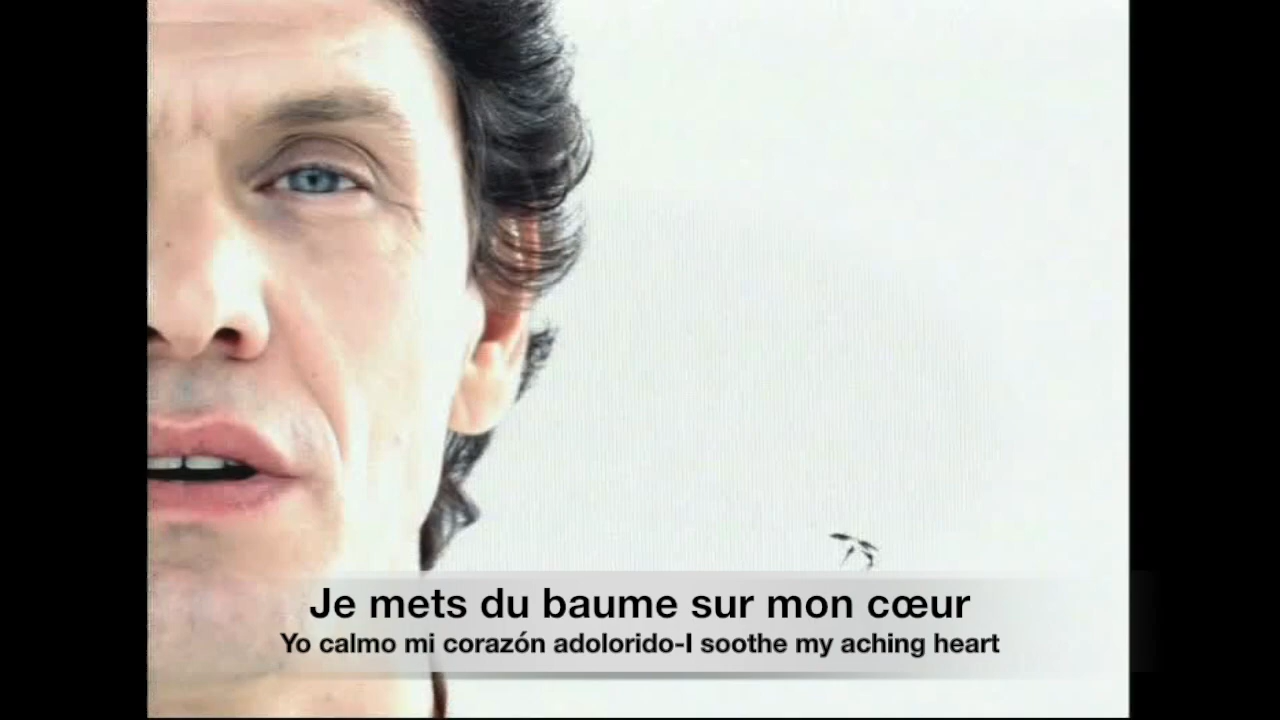 Je mets du baume sur mon cœur
Yo calmo mi corazón adolorido-I soothe my aching heart